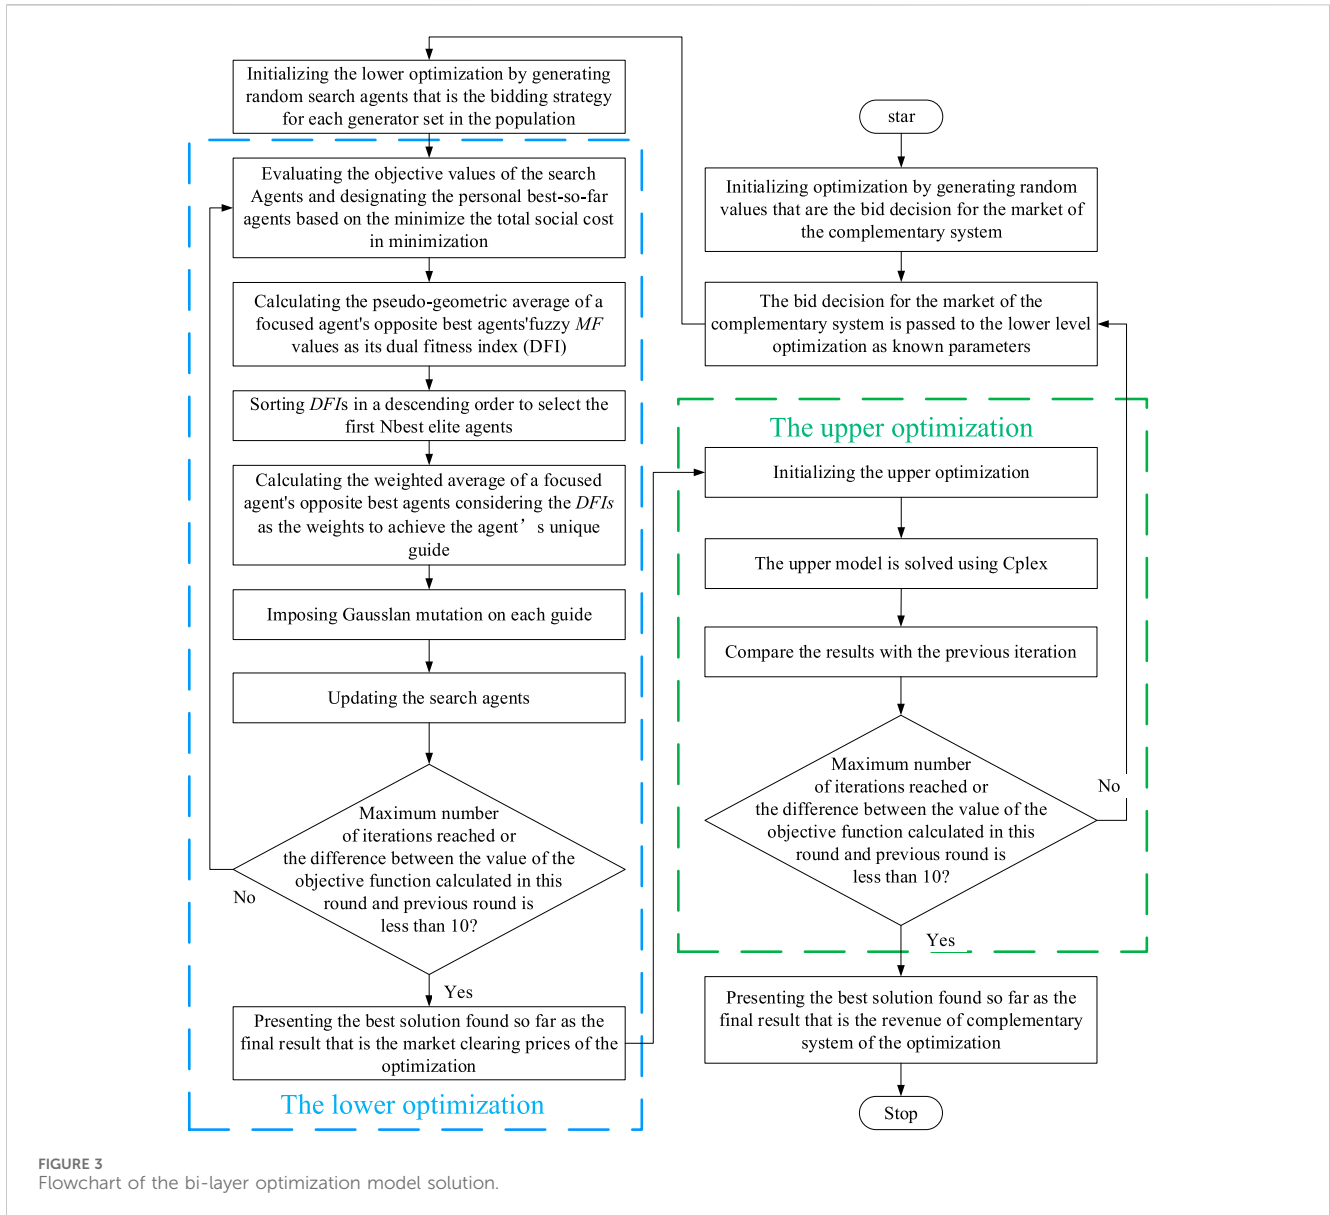 Initializing the lower optimization by generating
random search agents that is the bidding strategy
for each generator set in the population
Evaluating the objective values of the search
Agents and designating the personal best-so-far
agents based on the minimize the total social cost
in minimization
Calculating the pseudo-geometric average of a
focused agent's opposite best agents'fuzzy MF
values as its dual fitness index (DFI)
Sorting DFIs in a descending order to select the
first Nbest elite agents
Calculating the weighted average of a focused
agent's opposite best agents considering the DFIs
as the weights to achieve the agent’ s unique
guide
Imposing Gausslan mutation on each guide
Updating the search agents
Maximum number
of iterctions reached or
the difference between the value of the
objective function calculated in this
round and previous round is
less than 10?
No
Yes
Presenting the best solution found so far as the
final result that is the market clearing prices of the
optimization
The lower optimization
star
Initializing optimization by generating random
values that are the bid decision for the market of
the complementary system
The bid decision for the market of the
complementary system is passed to the lower level
optimization as known parameters
The upper optimization
Initializing the upper optimization
The upper model is solved using Cplex
Compare the results with the previous iteration
Maximum number
of iterctions reached or
the difference between the value of the
objective function calculated in this
round and previous round is
less than 10?
No
Yes
Presenting the best solution found so far as the
final result that is the revenue of complementary
system of the optimization
Stop
FIGURE 3
Flowchart of the bi-layer optimization model solution.